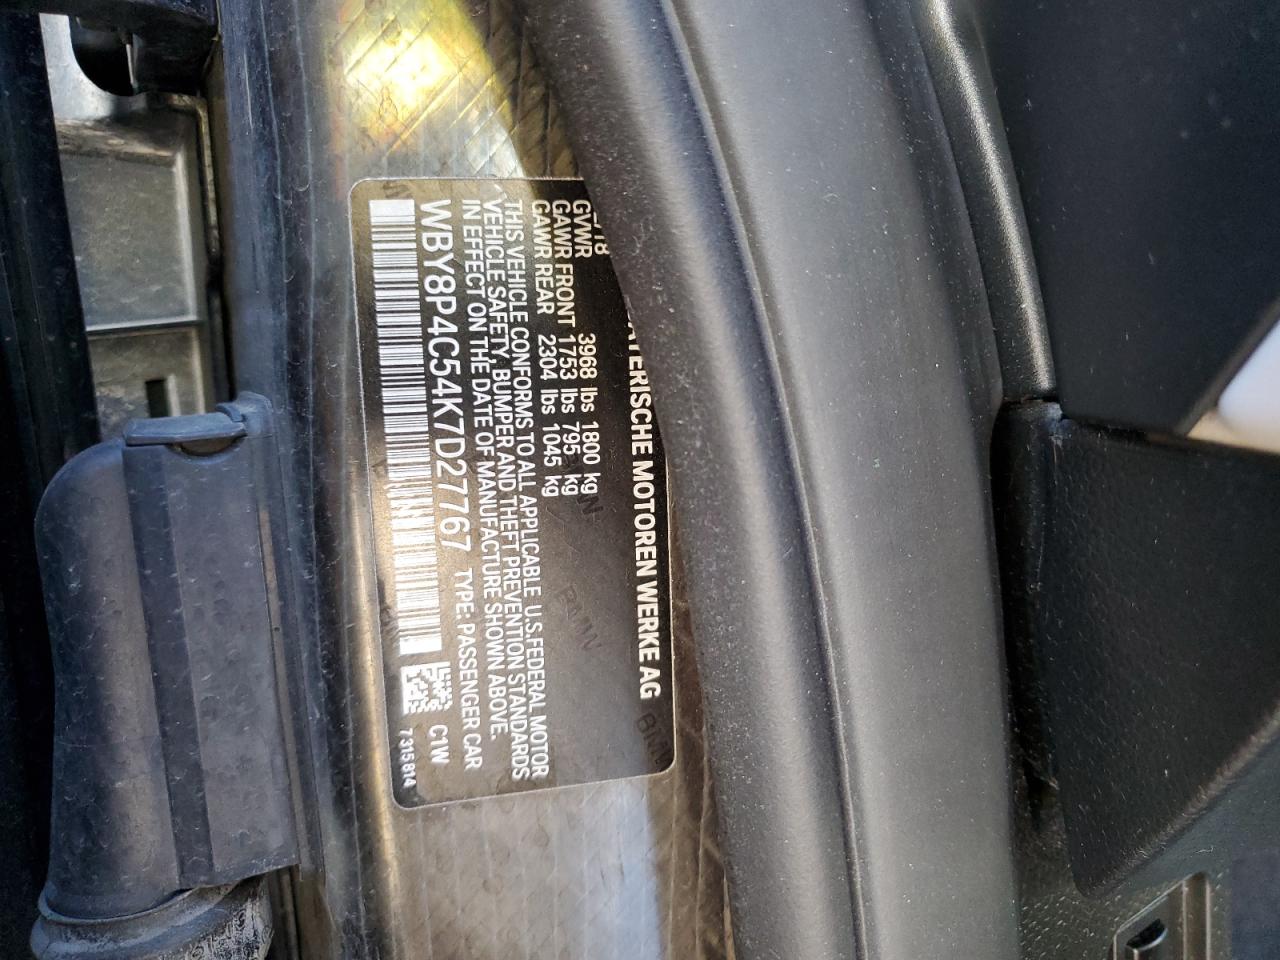 AYERISCHE MOTOREN WERKE AG
/18
GVWR 3968 lbs 1800 kg
GAWR FRONT 1753 lbs 795 kg
GAWR REAR 2304 lbs 1045 kg
THIS VEHICLE CONFORMS TO ALL APPLICABLE U.S.FEDERAL MOTOR
VEHICLE SAFETY, BUMPER AND THEFT PREVENTION STANDARDS
IN EFFECT ON THE DATE OF MANUFACTURE SHOWN ABOVE.
WBY8P4C54K7D27767 TYPE: PASSENGER CAR
C1W
7315814